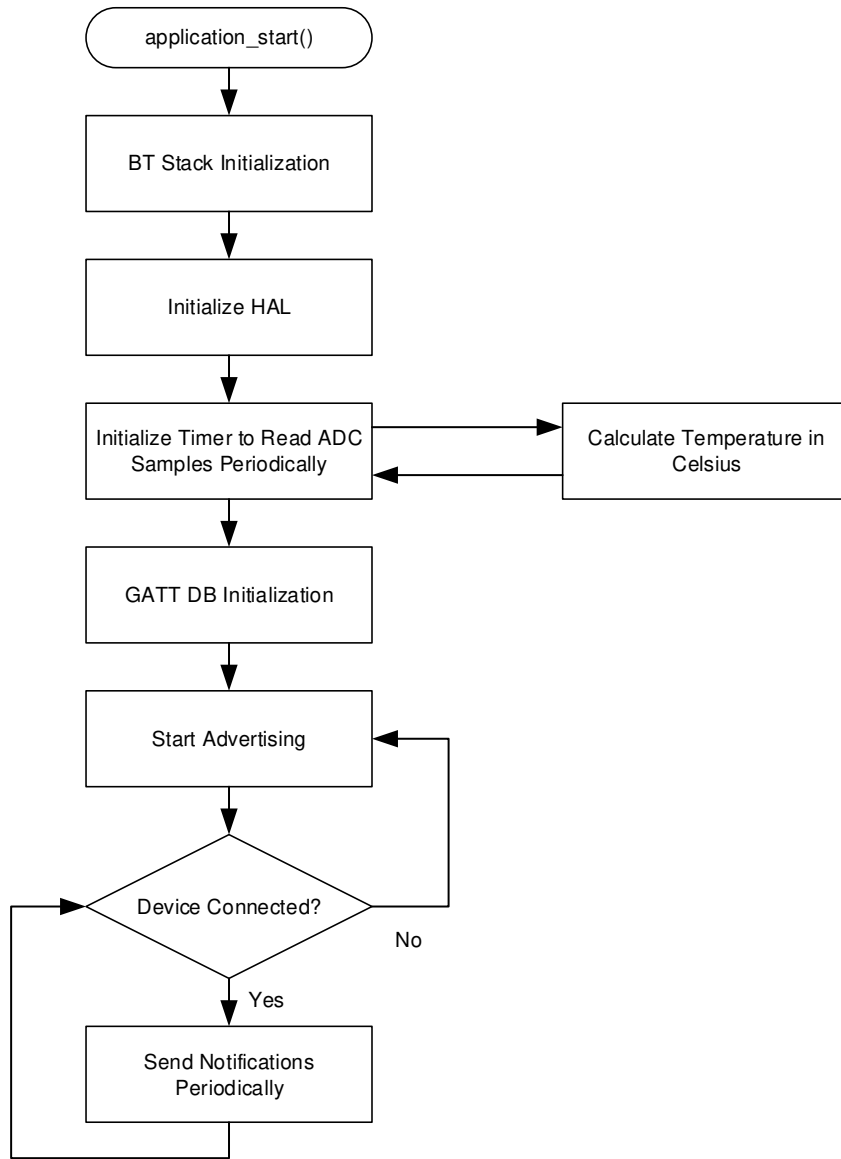 application_start()
BT Stack Initialization
Initialize HAL
Initialize Timer to Read ADC
Samples Periodically
Calculate Temperature in
Celsius
GATT DB Initialization
Start Advertising
Device Connected?
No
Yes
Send Notifications
Periodically